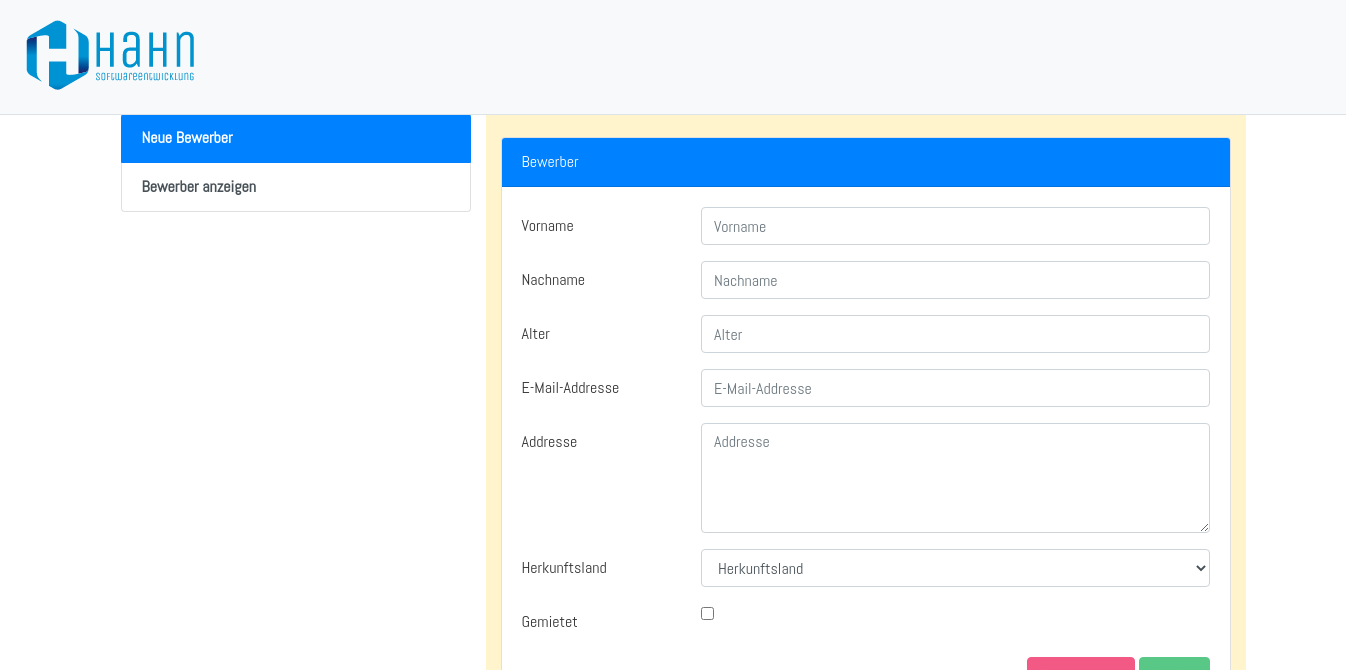 Hahn
softwareentwicklung
Neue Bewerber
Bewerber anzeigen
Bewerber
Vorname
Vorname
Nachname
Nachname
Alter
Alter
E-Mail-Addresse
E-Mail-Addresse
Addresse
Addresse
Herkunftsland
Herkunftsland
Gemietet